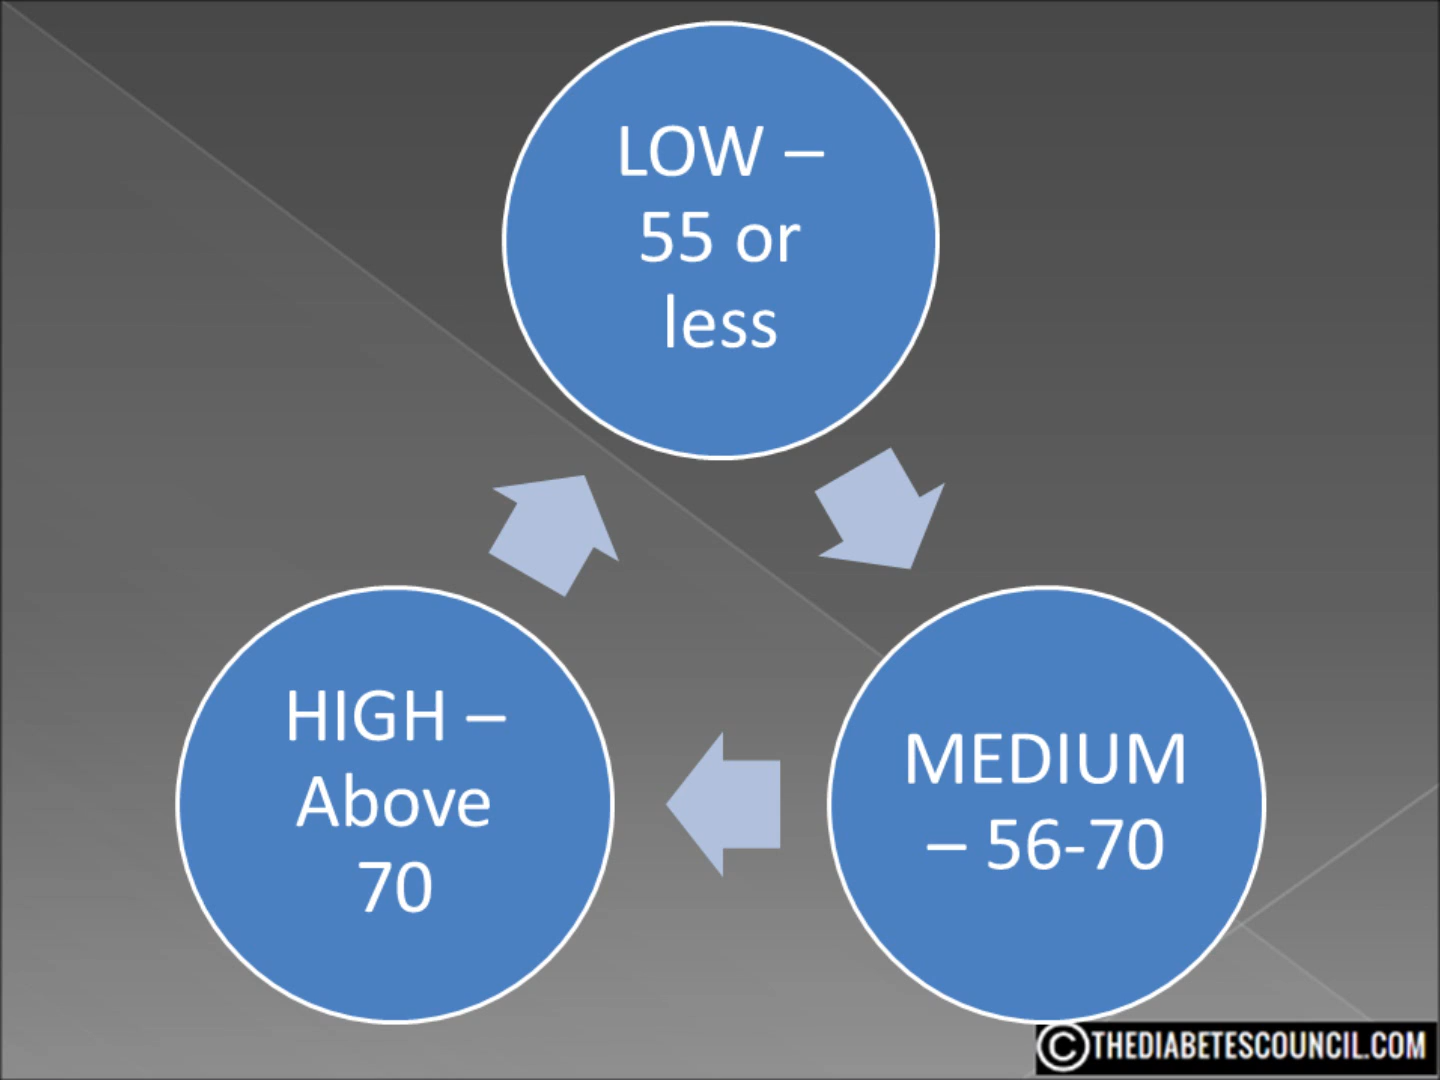 LOW –
55 or
less
MEDIUM
– 56-70
HIGH –
Above
70
©THEDIABETESCOUNCIL.COM